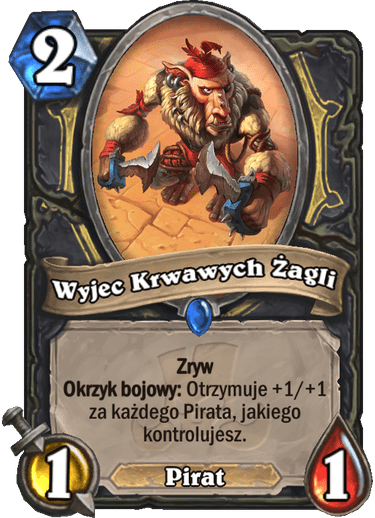 2
Wyjec Krwawych Żagli
Zryw
Okrzyk bojowy: Otrzymuje +1/+1
za każdego Pirata, jakiego
kontrolujesz.
1
Pirat
1